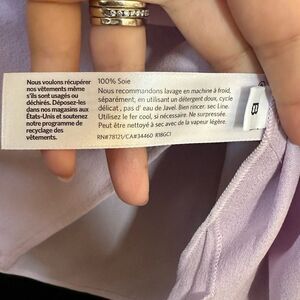 Nous voulons récupérer
nos vêtements même
s'ils sont usagés ou
déchirés. Déposez-les
dans nos magasins aux
États-Unis et soutenez
notre programme de
recyclage des
vêtements.
100% Soie
Nous recommandons lavage en machine à froid,
séparément, en utilisant un détergent doux, cycle
délicat, pas d' eau de Javel. Bien rincer. sec Line.
Utilisez le fer cool, si nécessaire. Ne surpressée.
Peut être nettoyé à sec avec de la vapeur légère.
RN#78121/CA#34460 R18GC1
B